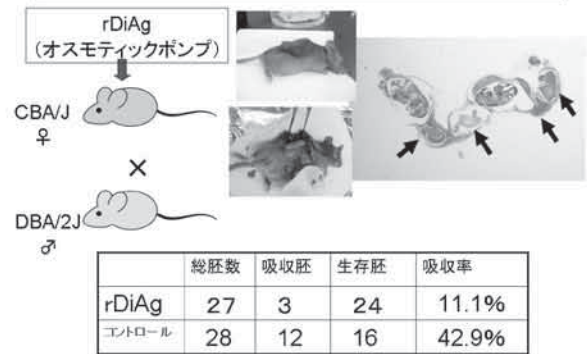 rDiAg
(オスモティックポンプ)
CBA/J
♀
×
DBA/2J
♂
総胚数 吸収胚 生存胚 吸収率
rDiAg 27 3 24 11.1%
コントロール 28 12 16 42.9%